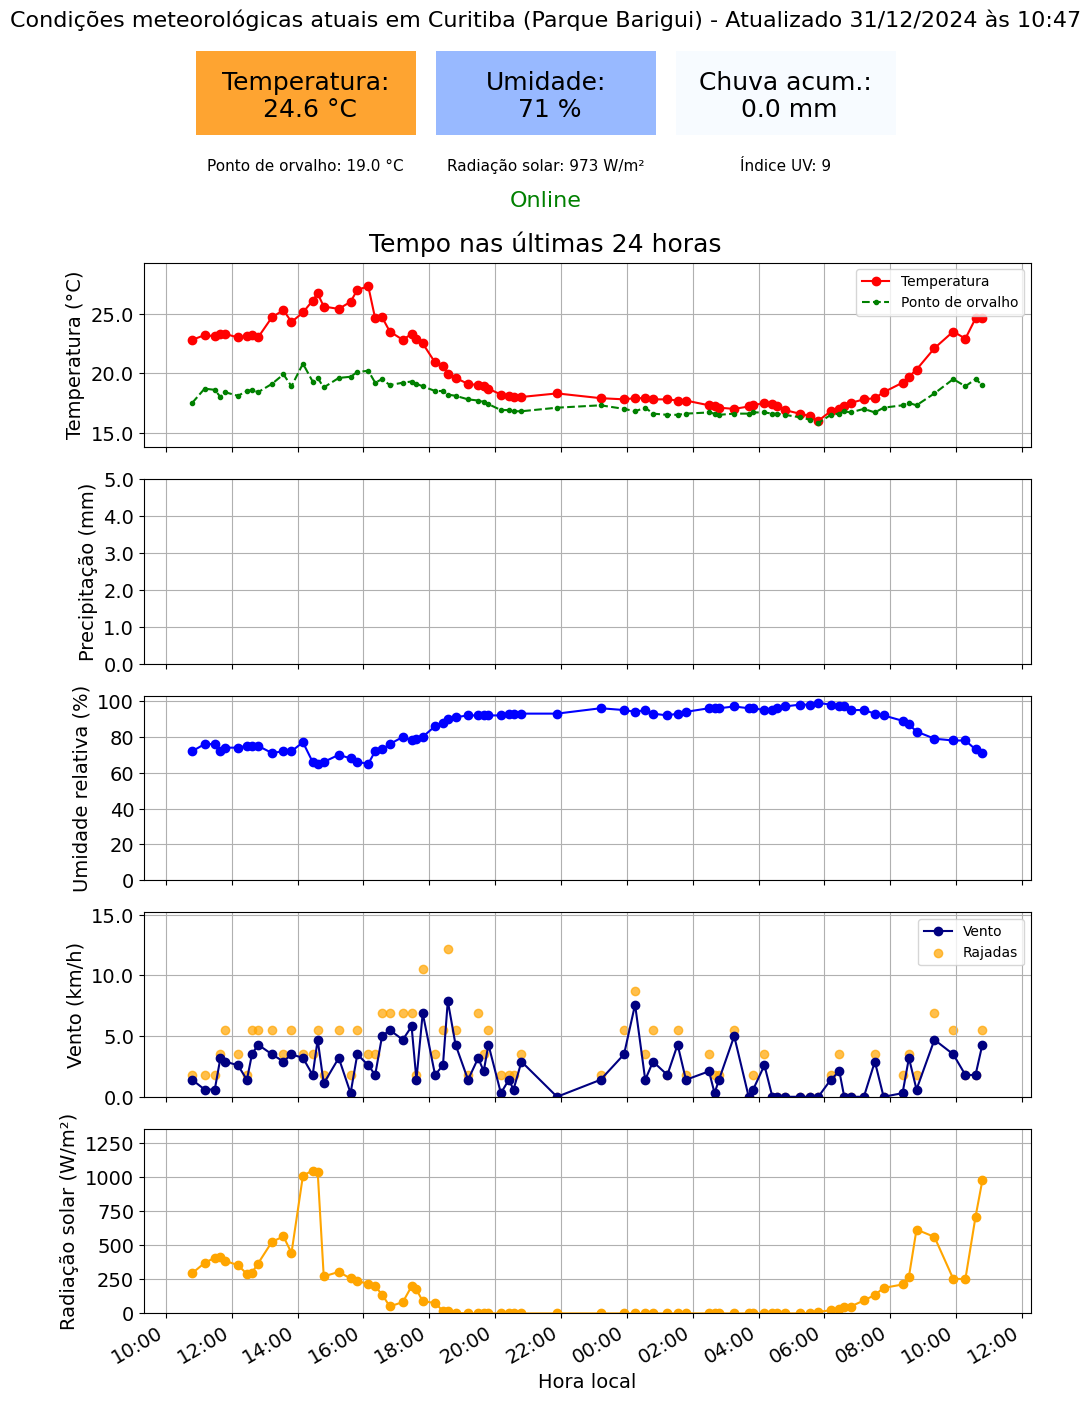 Condições meteorológicas atuais em Curitiba (Parque Barigui) - Atualizado 31/12/2024 às 10:47
Temperatura:
24.6 °C
Umidade:
71 %
Chuva acum.:
0.0 mm
Ponto de orvalho: 19.0 °C
Radiação solar: 973 W/m²
Índice UV: 9
Online
Tempo nas últimas 24 horas
Temperatura (°C)
25.0
20.0
15.0
Temperatura
Ponto de orvalho
Precipitação (mm)
5.0
4.0
3.0
2.0
1.0
0.0
Umidade relativa (%)
100
80
60
40
20
0
Vento (km/h)
15.0
10.0
5.0
0.0
Vento
Rajadas
Radiação solar (W/m²)
1250
1000
750
500
250
0
10:00
12:00
14:00
16:00
18:00
20:00
22:00
00:00
02:00
04:00
06:00
08:00
10:00
12:00
Hora local